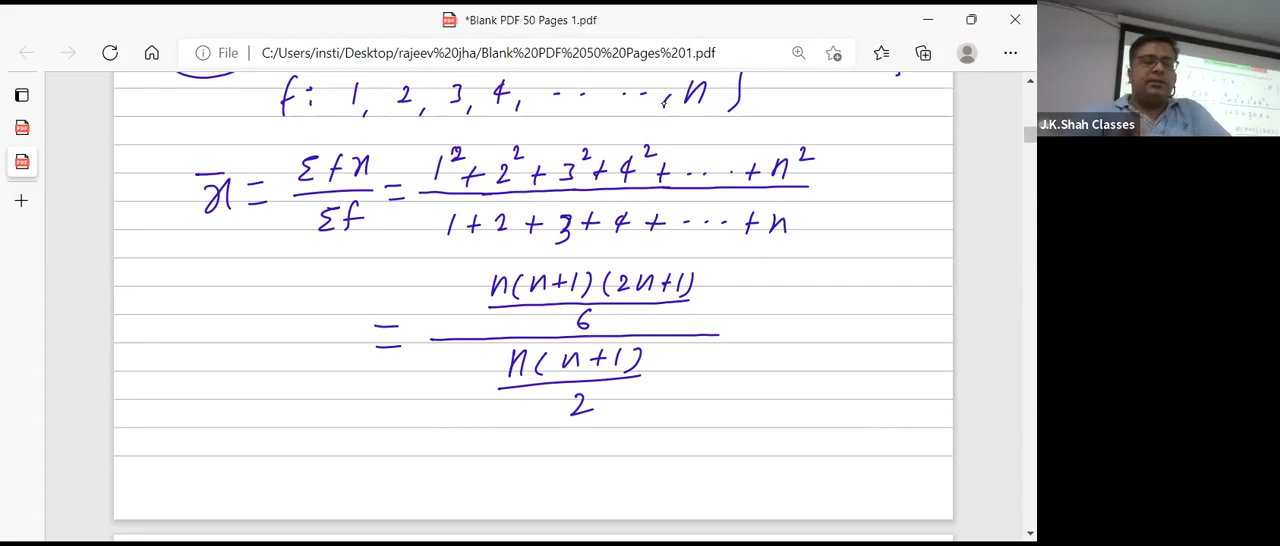 *Blank PDF 50 Pages 1.pdf
File C:/Users/insti/Desktop/rajeev%20jha/Blank%20PDF%2050%20Pages%201.pdf
f: 1, 2, 3, 4, ......, n }
x̄ = Σfx / Σf = (1² + 2² + 3² + 4² + .... + n²) / (1 + 2 + 3 + 4 + .... + n)
= (n(n+1)(2n+1) / 6) / (n(n+1) / 2)
J.K.Shah Classes